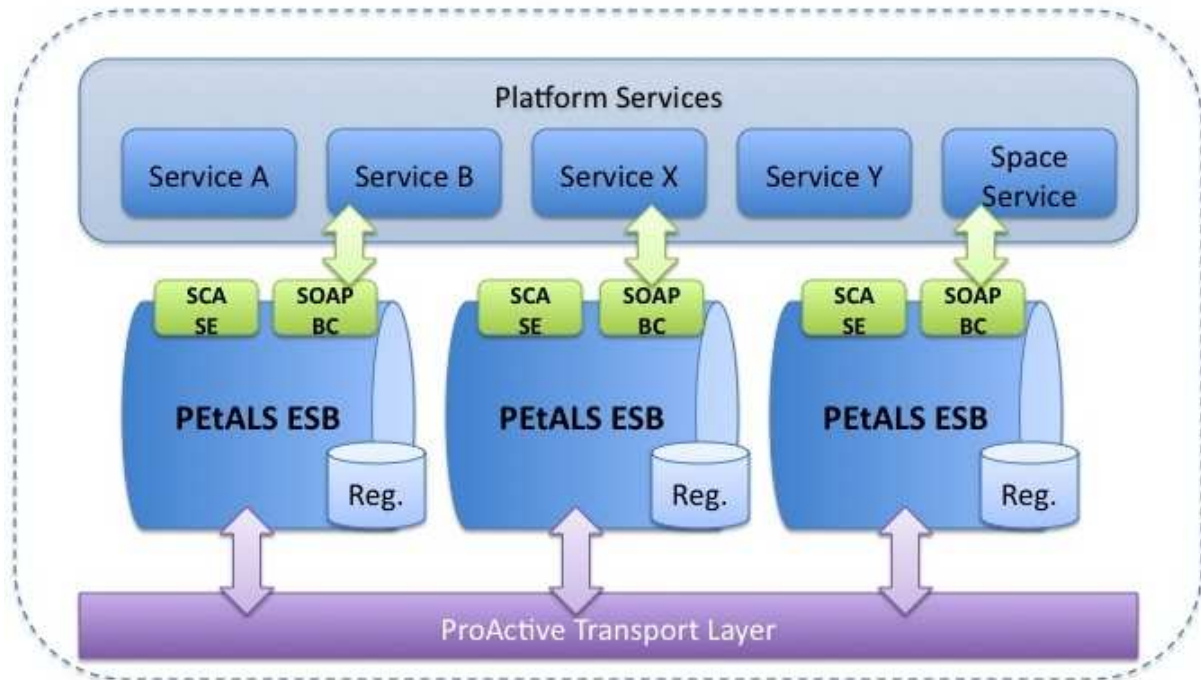 Platform Services
Service A
Service B
Service X
Service Y
Space
Service
SCA
SE
SOAP
BC
SCA
SE
SOAP
BC
SCA
SE
SOAP
BC
PEtALS ESB
PEtALS ESB
PEtALS ESB
Reg.
Reg.
Reg.
ProActive Transport Layer